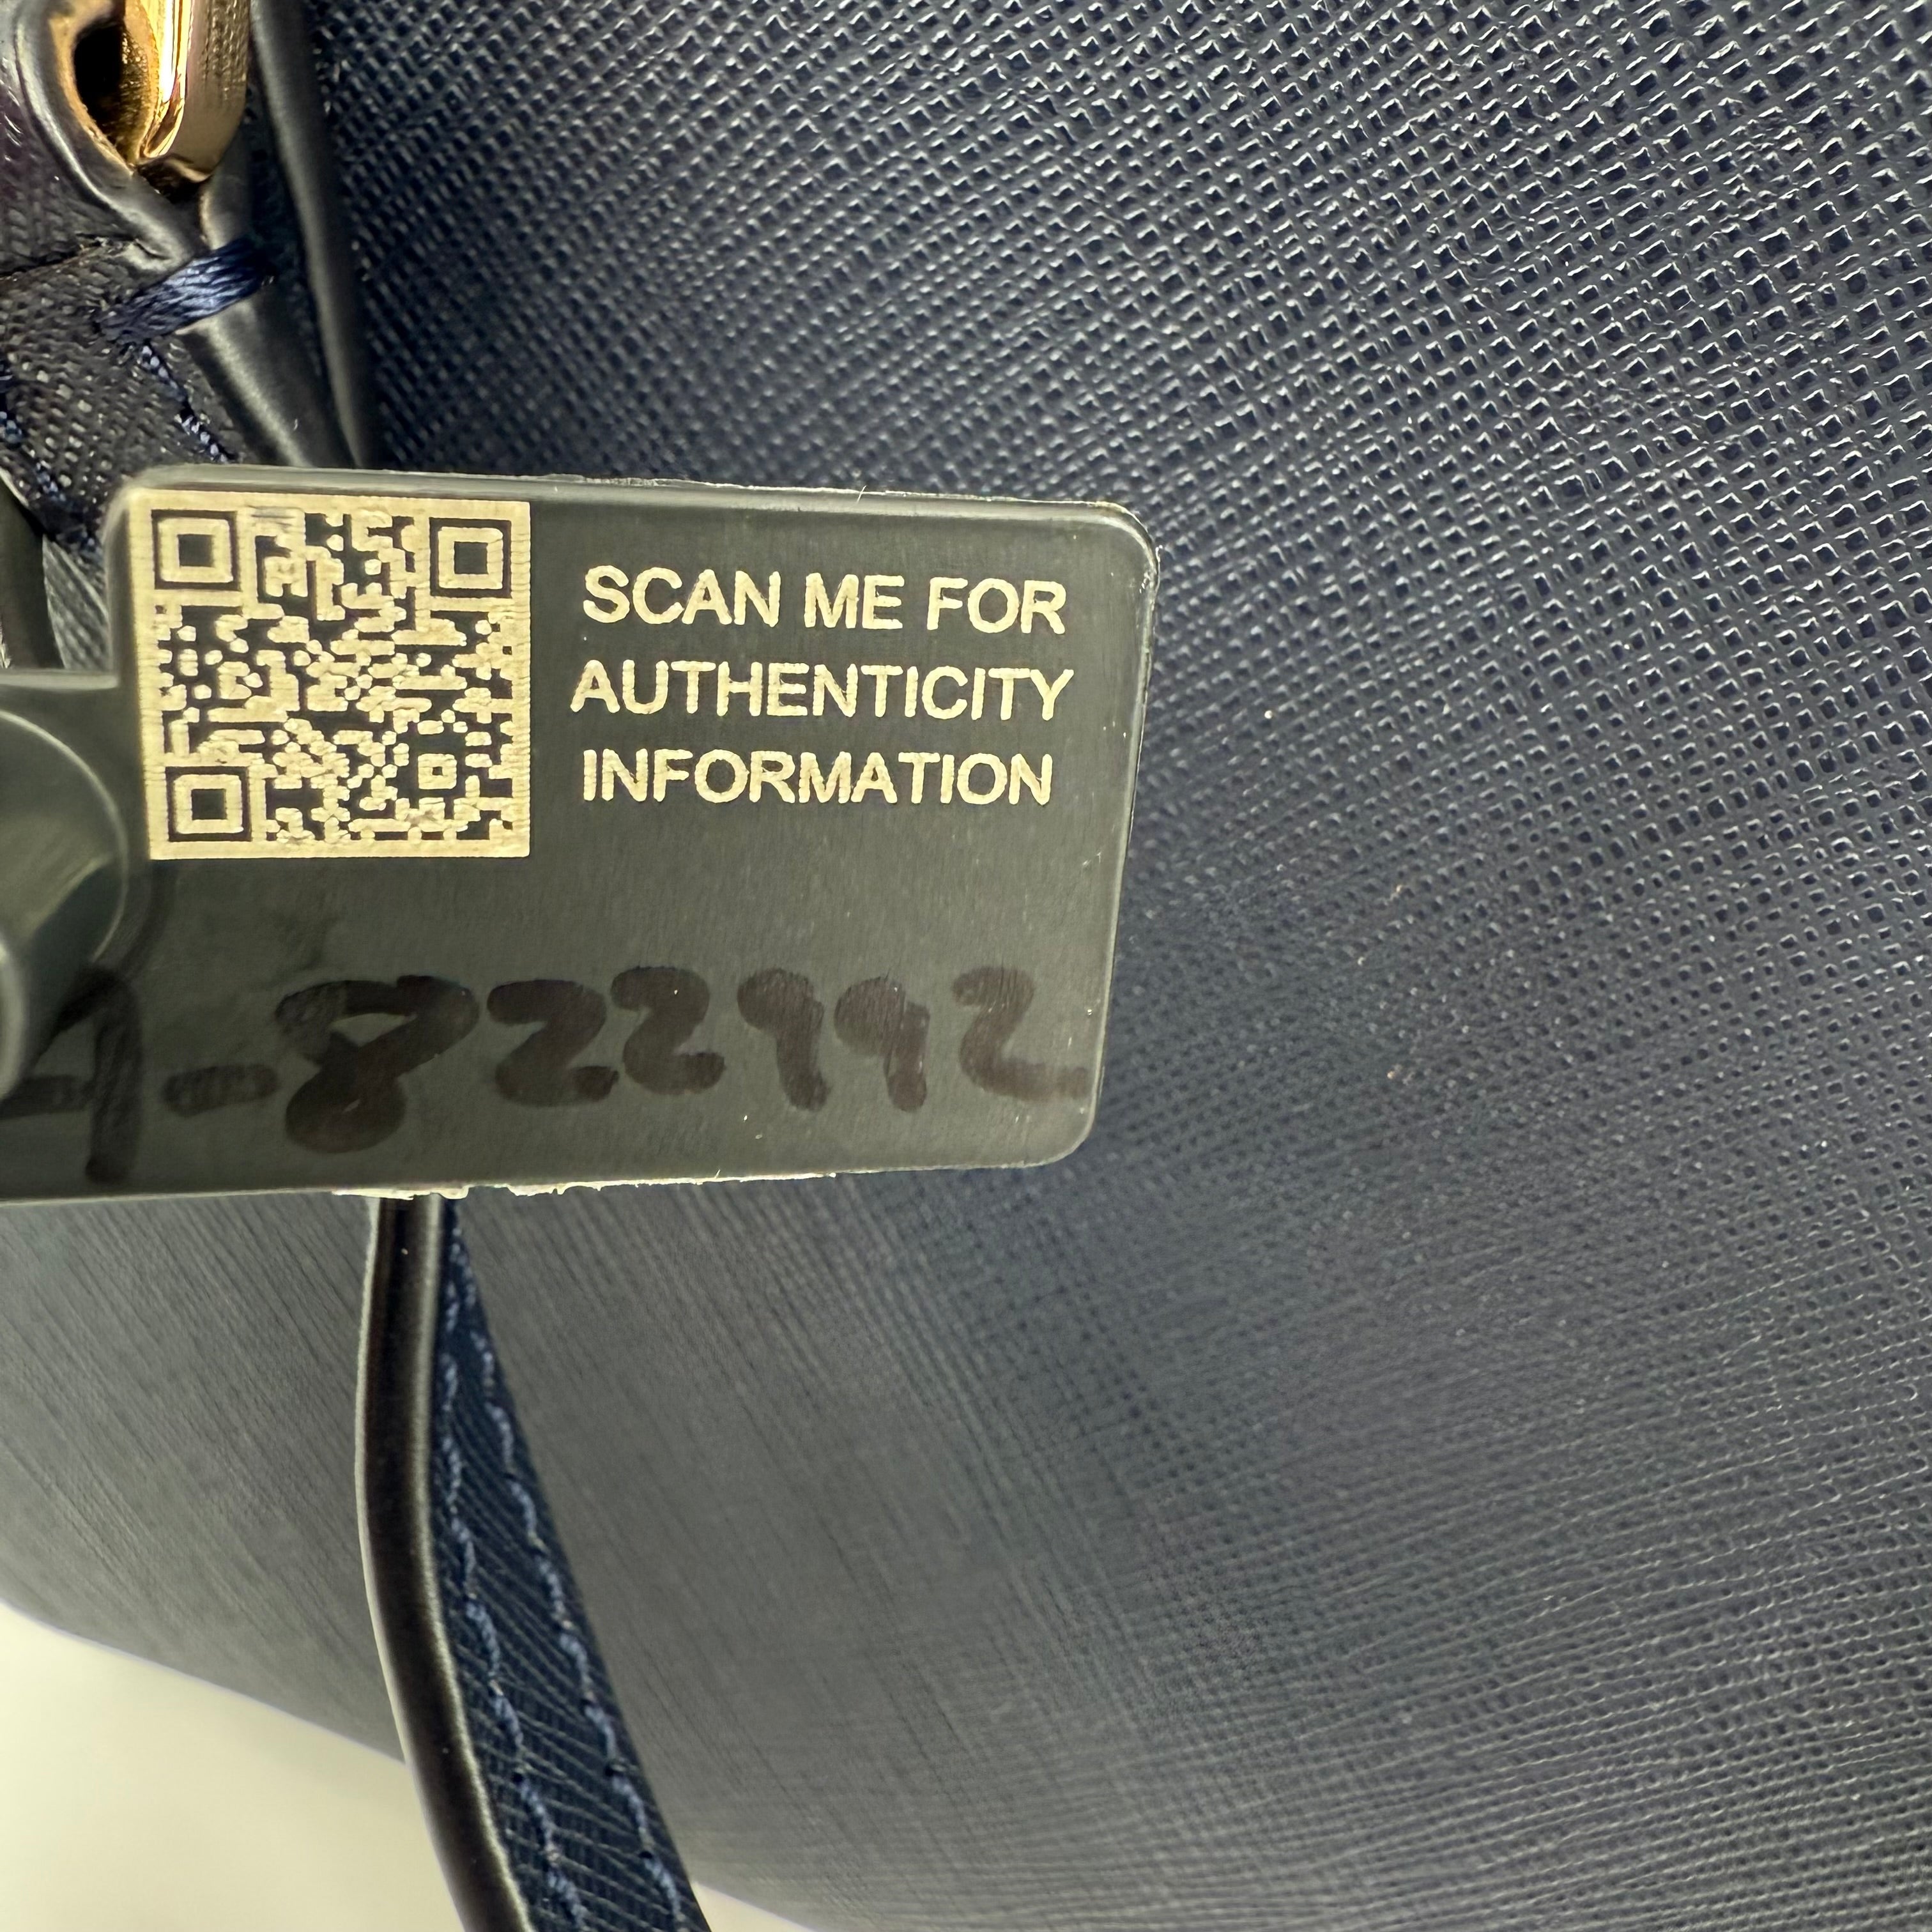 SCAN ME FOR
AUTHENTICITY
INFORMATION
-822992